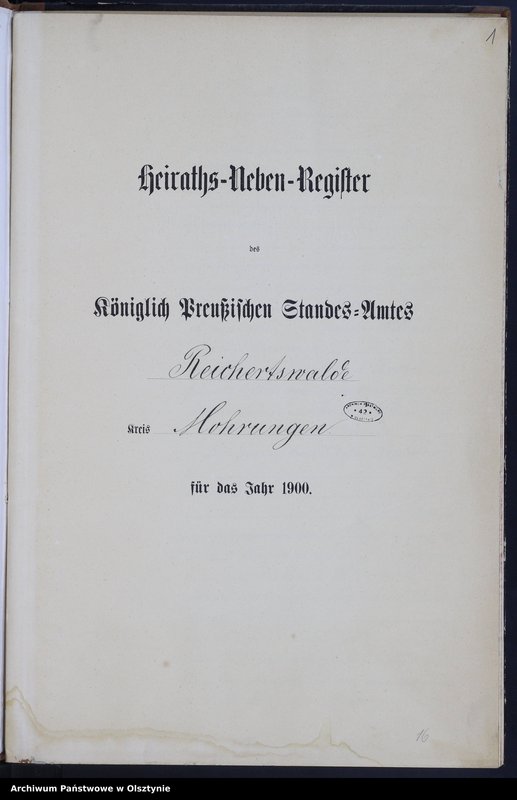 1
Heiraths-Neben-Register
des
Königlich Preußischen Standes-Amtes
Reichertswalde
Kreis Mohrungen
42
für das Jahr 1900.
16
Archiwum Państwowe w Olsztynie